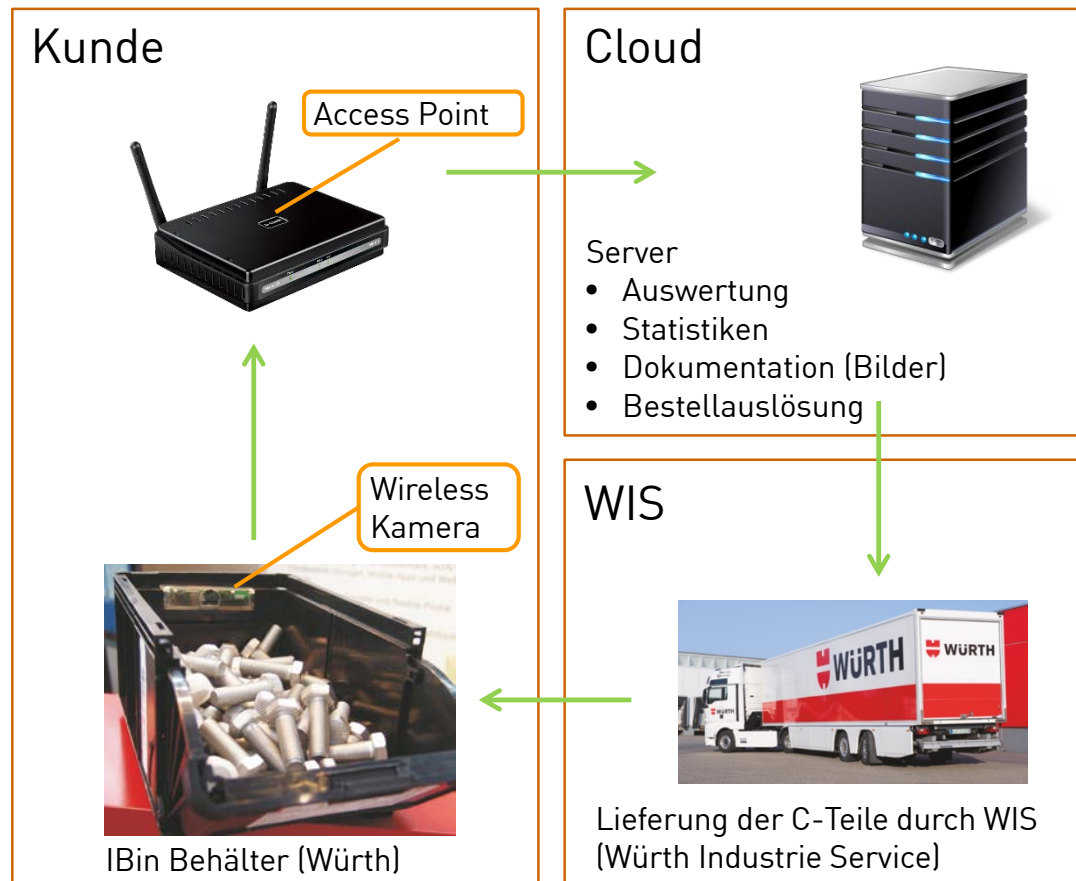 Kunde
Access Point
Wireless
Kamera
IBin Behälter (Würth)
Cloud
Server
• Auswertung
• Statistiken
• Dokumentation (Bilder)
• Bestellauslösung
WIS
WÜRTH
WÜRTH
Lieferung der C-Teile durch WIS
(Würth Industrie Service)